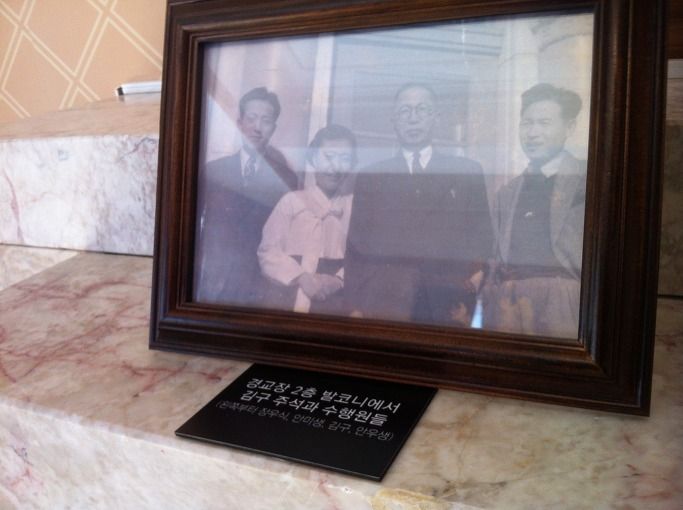 경교장 2층 발코니에서
김구 주석과 수행원들
(왼쪽부터 장우식, 안미생, 김구, 안우생)